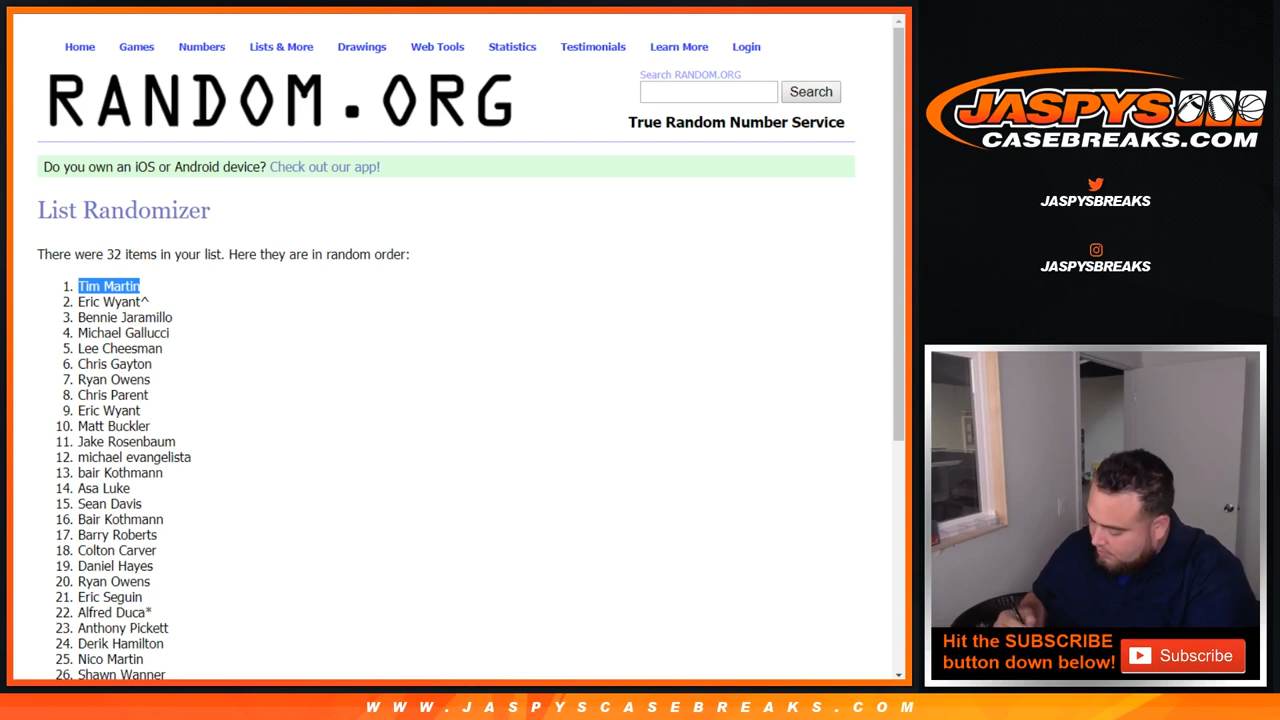 Home Games Numbers Lists & More Drawings Web Tools Statistics Testimonials Learn More Login
RANDOM.ORG
Search RANDOM.ORG
Search
True Random Number Service
Do you own an iOS or Android device? Check out our app!
List Randomizer
There were 32 items in your list. Here they are in random order:
1. Tim Martin
2. Eric Wyant^
3. Bennie Jaramillo
4. Michael Gallucci
5. Lee Cheesman
6. Chris Gayton
7. Ryan Owens
8. Chris Parent
9. Eric Wyant
10. Matt Buckler
11. Jake Rosenbaum
12. michael evangelista
13. bair Kothmann
14. Asa Luke
15. Sean Davis
16. Bair Kothmann
17. Barry Roberts
18. Colton Carver
19. Daniel Hayes
20. Ryan Owens
21. Eric Seguin
22. Alfred Duca*
23. Anthony Pickett
24. Derik Hamilton
25. Nico Martin
26. Shawn Wanner
JASPYS
CASEBREAKS.COM
JASPYSBREAKS
JASPYSBREAKS
Hit the SUBSCRIBE
button down below!
Subscribe
WWW.JASPYSCASEBREAKS.COM